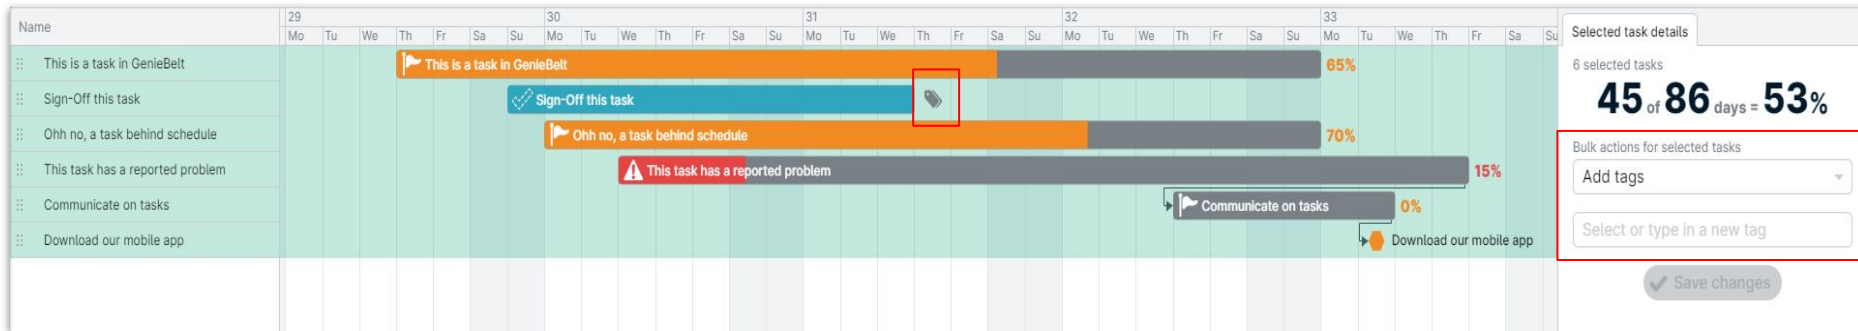 Name
29 30 31 32 33
Mo Tu We Th Fr Sa Su Mo Tu We Th Fr Sa Su Mo Tu We Th Fr Sa Su Mo Tu We Th Fr Sa Su Mo Tu We Th Fr Sa Su
This is a task in GenieBelt
This is a task in GenieBelt
65%
Sign-Off this task
Sign-Off this task
Ohh no, a task behind schedule
Ohh no, a task behind schedule
70%
This task has a reported problem
This task has a reported problem
15%
Communicate on tasks
Communicate on tasks
0%
Download our mobile app
Download our mobile app
Selected task details
6 selected tasks
45 of 86 days = 53%
Bulk actions for selected tasks
Add tags
Select or type in a new tag
Save changes